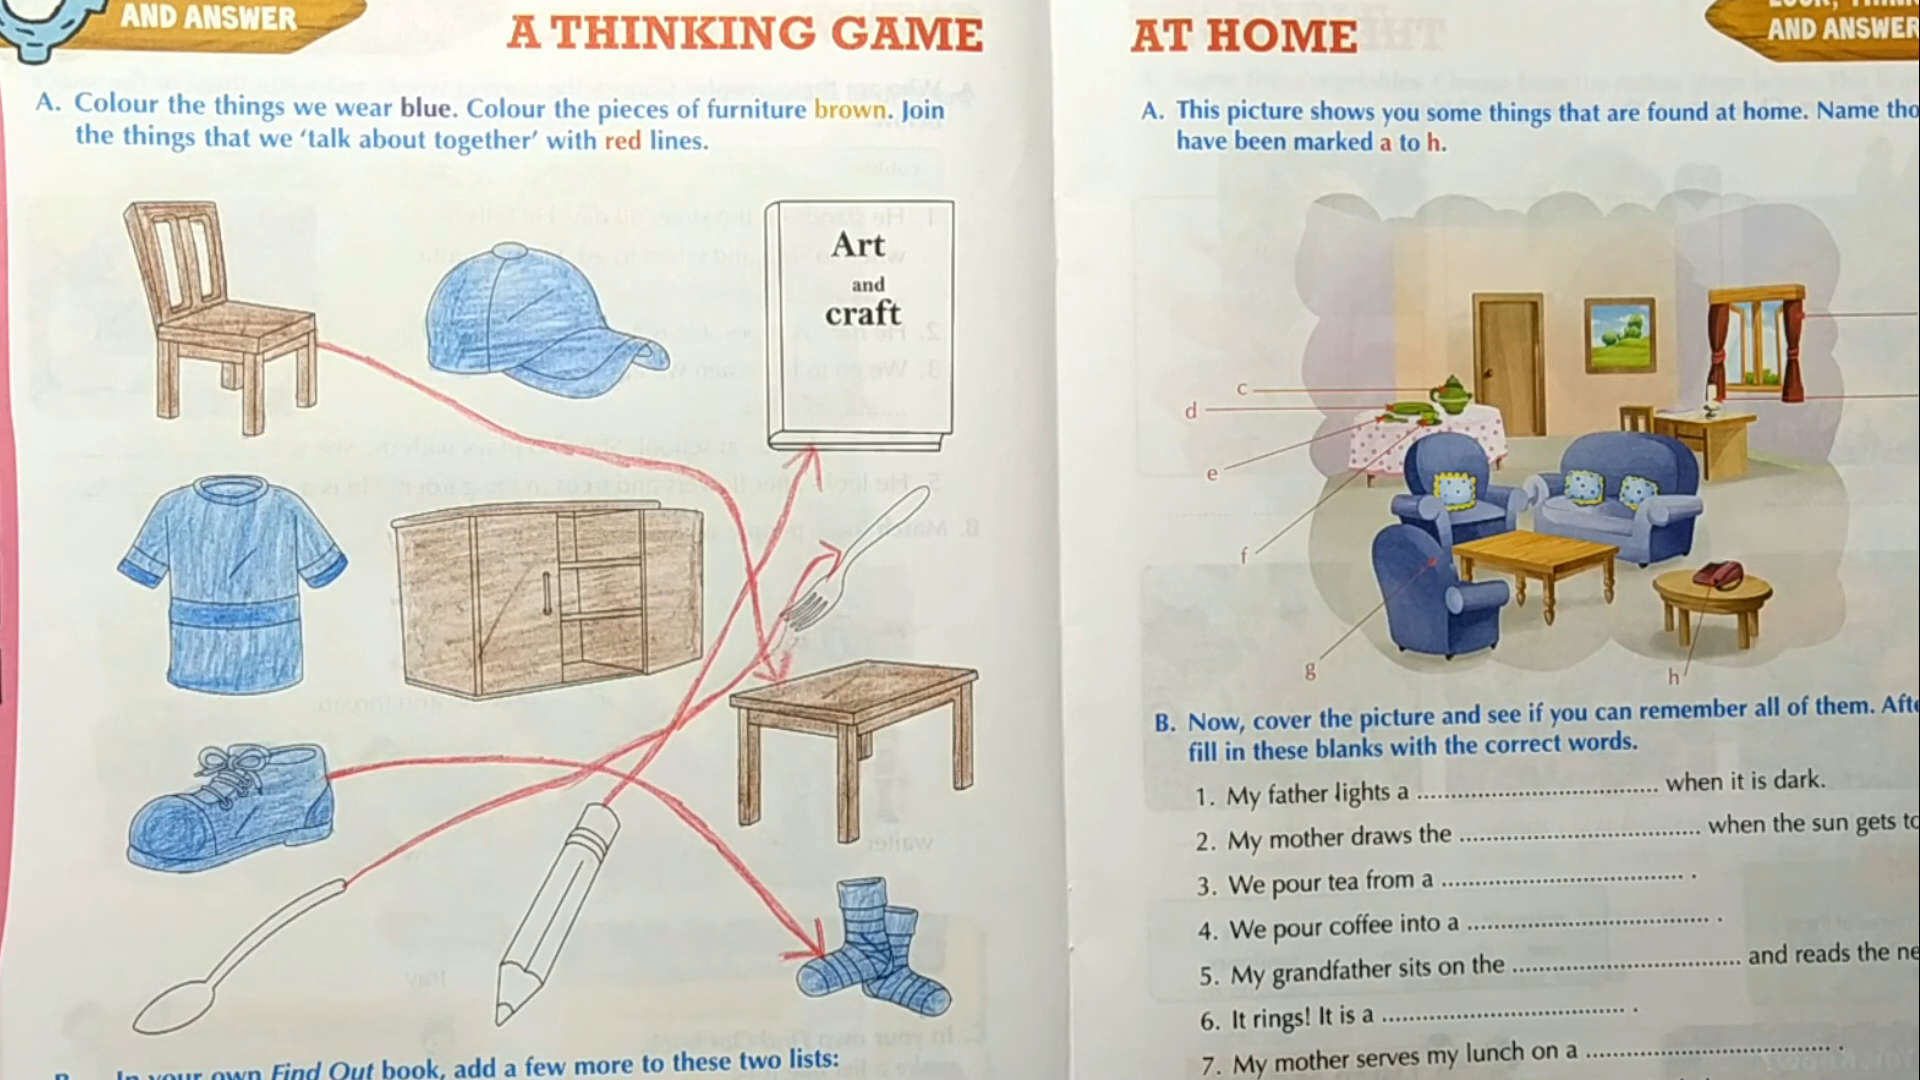 AND ANSWER
A THINKING GAME
A. Colour the things we wear blue. Colour the pieces of furniture brown. Join
the things that we ‘talk about together’ with red lines.
Art
and
craft
In your own Find Out book, add a few more to these two lists:
AT HOME
AND ANSWER
A. This picture shows you some things that are found at home. Name tho
have been marked a to h.
c
d
e
f
g
h
B. Now, cover the picture and see if you can remember all of them. Afte
fill in these blanks with the correct words.
1. My father lights a ........................ when it is dark.
2. My mother draws the ........................ when the sun gets to
3. We pour tea from a ........................ .
4. We pour coffee into a ........................ .
5. My grandfather sits on the ........................ and reads the ne
6. It rings! It is a ........................ .
7. My mother serves my lunch on a ........................ .